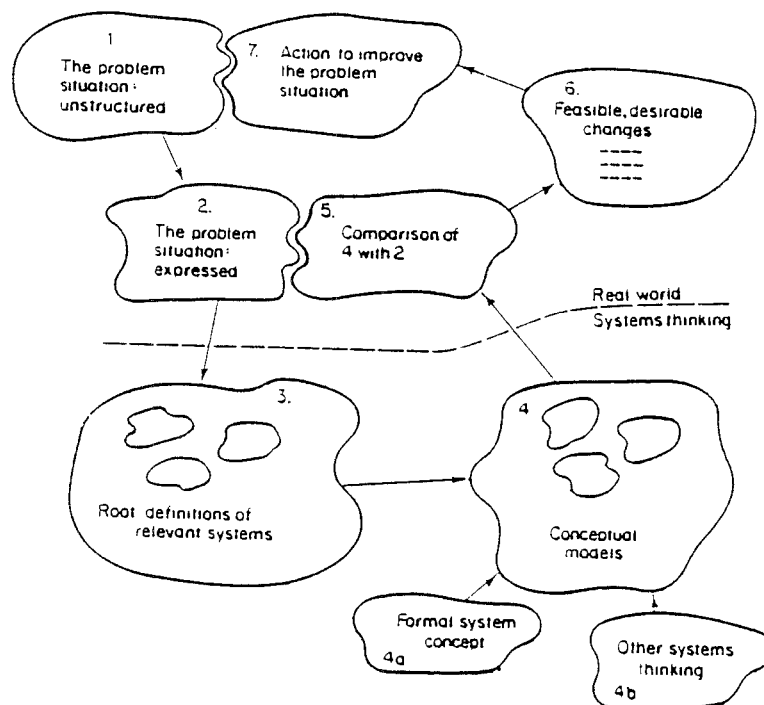 1
The problem
situation:
unstructured
7.
Action to improve
the problem
situation
6.
Feasible, desirable
changes
2.
The problem
situation:
expressed
5.
Comparison of
4 with 2
Real world
Systems thinking
3.
Root definitions of
relevant systems
4
Conceptual
models
Formal system
concept
4a
Other systems
thinking
4b